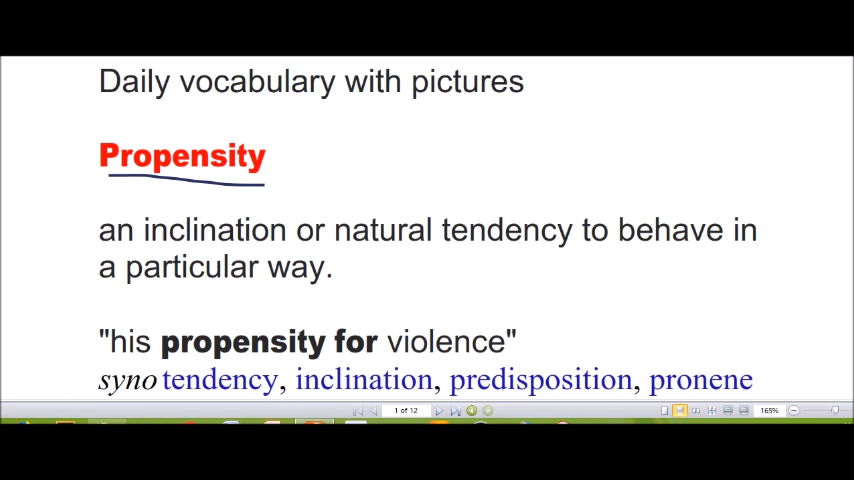 Daily vocabulary with pictures
Propensity
an inclination or natural tendency to behave in
a particular way.
"his propensity for violence"
syno tendency, inclination, predisposition, pronene
1 of 12
165%